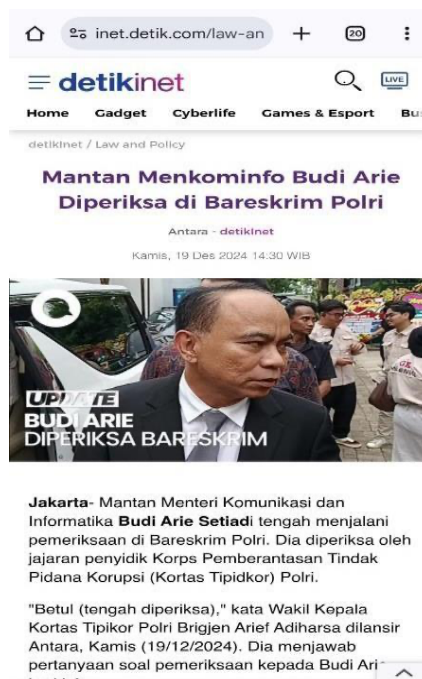 inet.detik.com/law-an
20
detikinet
LIVE
Home Gadget Cyberlife Games & Esport Bu
detikInet / Law and Policy
Mantan Menkominfo Budi Arie
Diperiksa di Bareskrim Polri
Antara - detikInet
Kamis, 19 Des 2024 14:30 WIB
UPDATE
BUDI ARIE
DIPERIKSA BARESKRIM
Jakarta- Mantan Menteri Komunikasi dan
Informatika Budi Arie Setiadi tengah menjalani
pemeriksaan di Bareskrim Polri. Dia diperiksa oleh
jajaran penyidik Korps Pemberantasan Tindak
Pidana Korupsi (Kortas Tipidkor) Polri.
"Betul (tengah diperiksa)," kata Wakil Kepala
Kortas Tipikor Polri Brigjen Arief Adiharsa dilansir
Antara, Kamis (19/12/2024). Dia menjawab
pertanyaan soal pemeriksaan kepada Budi Arie